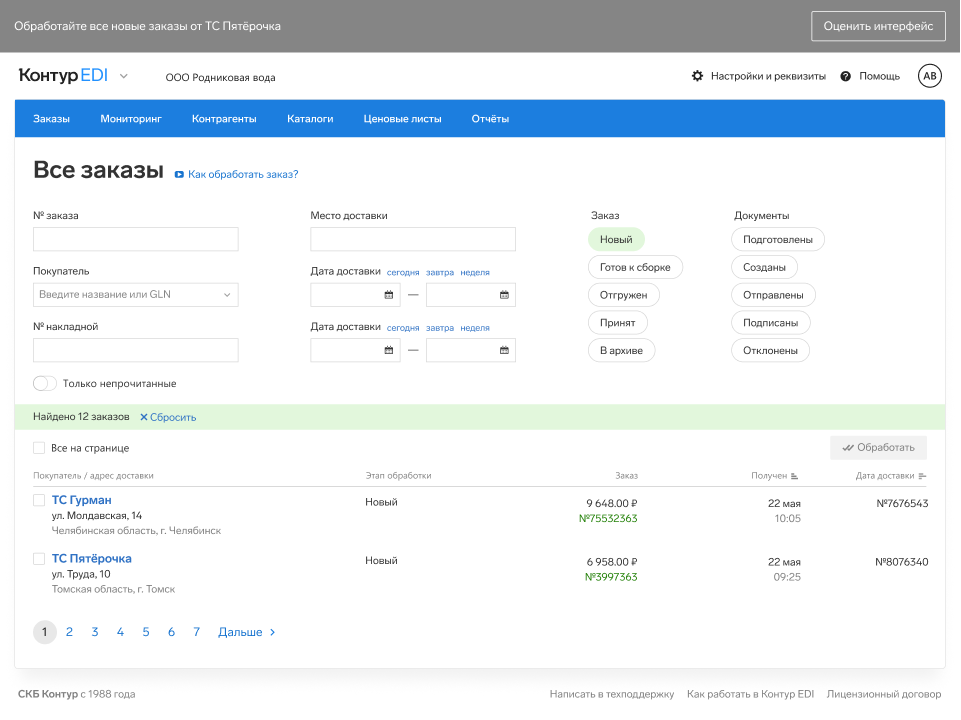 Обработайте все новые заказы от ТС Пятёрочка
Оценить интерфейс
Контур EDI
ООО Родниковая вода
Настройки и реквизиты
Помощь
АВ
Заказы
Мониторинг
Контрагенты
Каталоги
Ценовые листы
Отчёты
Все заказы
Как обработать заказ?
№ заказа
Место доставки
Заказ
Документы
Новый
Подготовлены
Готов к сборке
Созданы
Покупатель
Дата доставки сегодня завтра неделя
Введите название или GLN
—
Отгружен
Отправлены
Принят
Подписаны
№ накладной
Дата доставки сегодня завтра неделя
—
В архиве
Отклонены
Только непрочитанные
Найдено 12 заказов
Сбросить
Все на странице
Обработать
Покупатель / адрес доставки
Этап обработки
Заказ
Получен
Дата доставки
ТС Гурман
Новый
9 648.00 ₽
22 мая
№7676543
ул. Молдавская, 14
№75532363
10:05
Челябинская область, г. Челябинск
ТС Пятёрочка
Новый
6 958.00 ₽
22 мая
№8076340
ул. Труда, 10
№3997363
09:25
Томская область, г. Томск
1 2 3 4 5 6 7 Дальше
СКБ Контур с 1988 года
Написать в техподдержку
Как работать в Контур EDI
Лицензионный договор